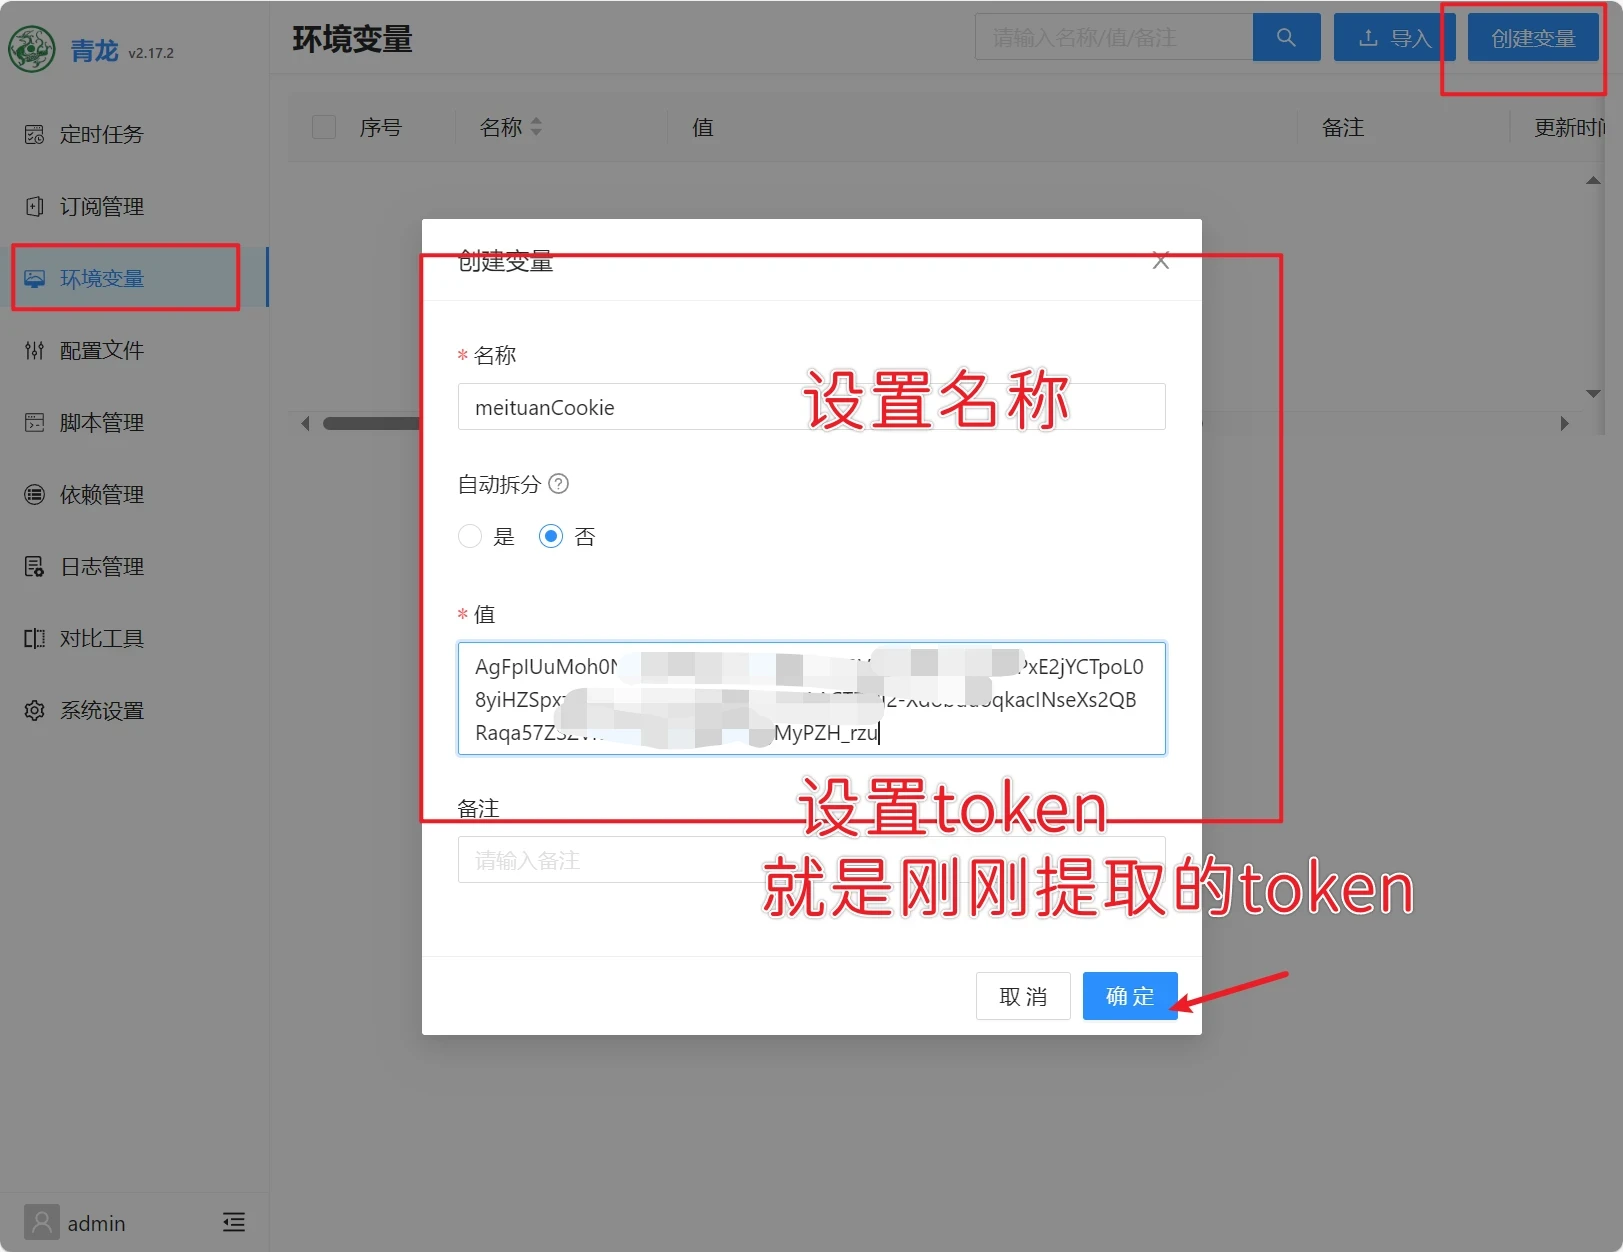 青龙 v2.17.2
定时任务
订阅管理
环境变量
配置文件
脚本管理
依赖管理
日志管理
对比工具
系统设置
admin
环境变量
请输入名称/值/备注
导入
创建变量
序号
名称
值
备注
更新时间
创建变量
* 名称
meituanCookie
设置名称
自动拆分
是
否
* 值
AgFplUuMoh0 PxE2jYCTpoL0
8yiHZSpx qkaclNseXs2QB
Raqa57Z MyPZH_rzu
设置token
备注
请输入备注
就是刚刚提取的token
取 消
确 定